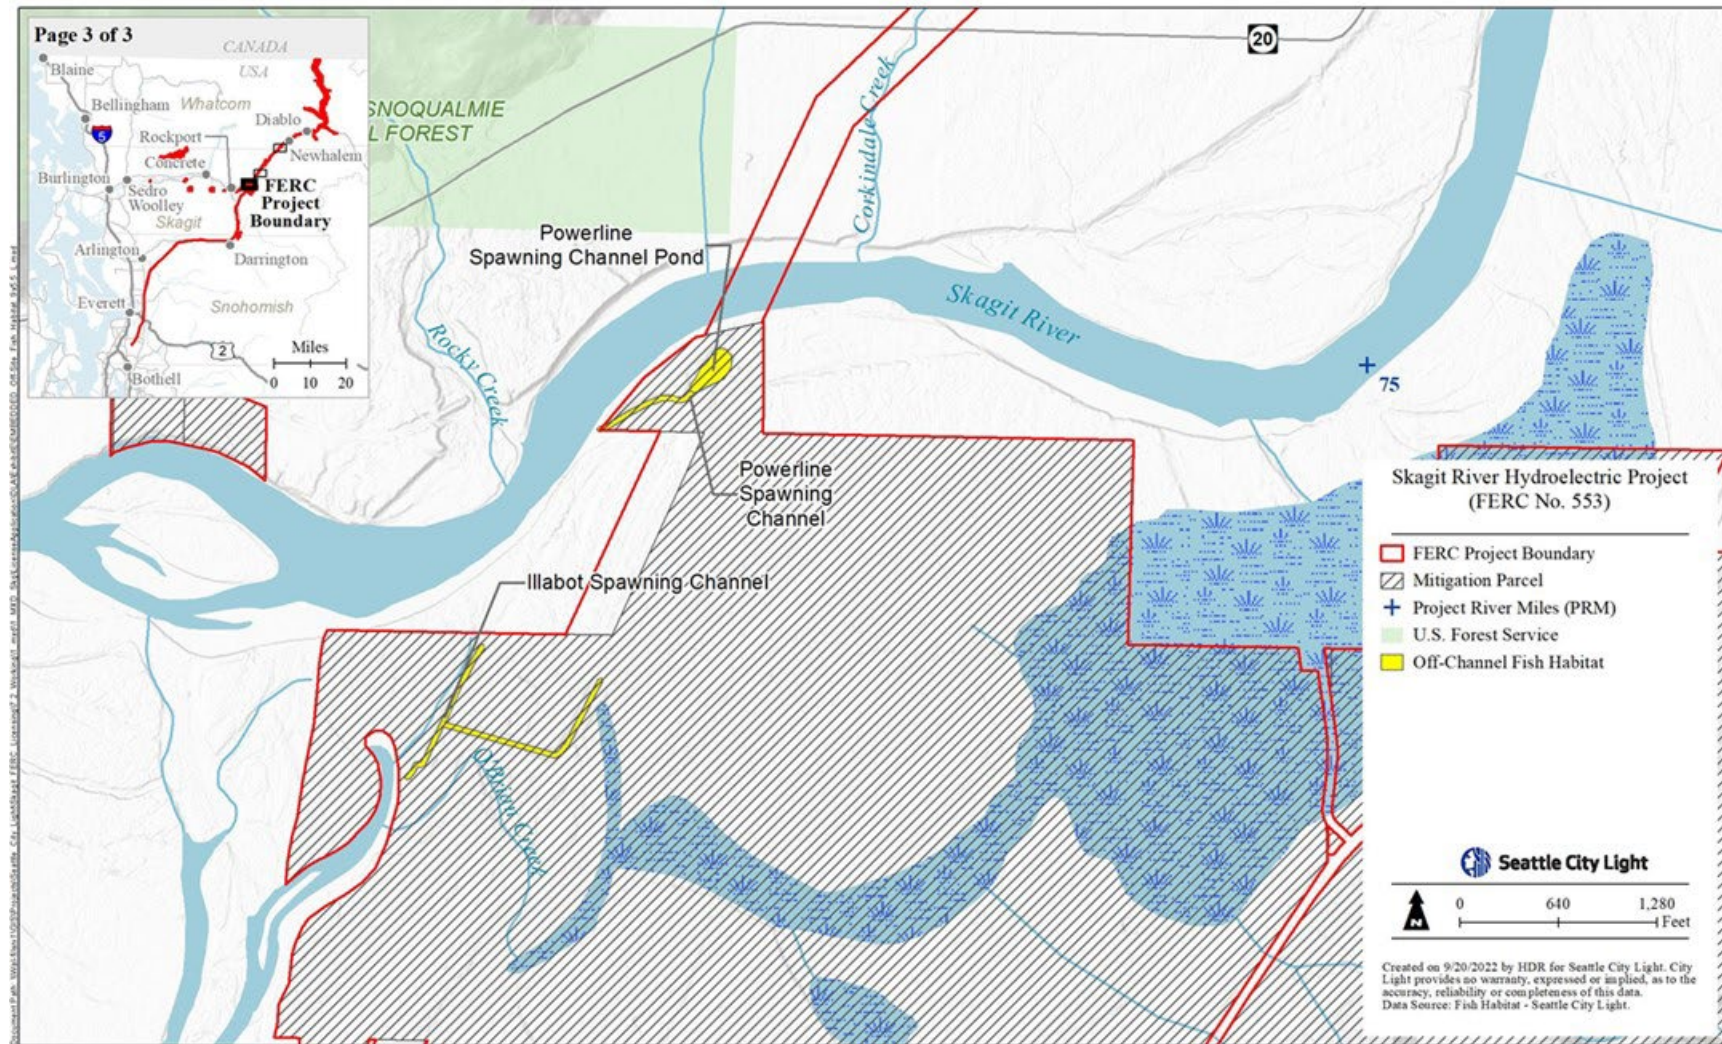 Page 3 of 3
CANADA
USA
Blaine
Bellingham
Whatcom
5
Diablo
Rockport
Newhalem
Concrete
Burlington
Sedro
Woolley
FERC
Project
Boundary
Skagit
Arlington
Darrington
Everett
Snohomish
2
Miles
0 10 20
Bothell
SNOQUALMIE
L FOREST
20
Corkindale Creek
Powerline
Spawning Channel Pond
Rocky Creek
Skagit River
75
Powerline
Spawning
Channel
Illabot Spawning Channel
O'Brian Creek
Skagit River Hydroelectric Project
(FERC No. 553)
FERC Project Boundary
Mitigation Parcel
Project River Miles (PRM)
U.S. Forest Service
Off-Channel Fish Habitat
Seattle City Light
N
0 640 1,280
Feet
Created on 9/20/2022 by HDR for Seattle City Light. City
Light provides no warranty, expressed or implied, as to the
accuracy, reliability or completeness of this data.
Data Source: Fish Habitat - Seattle City Light.